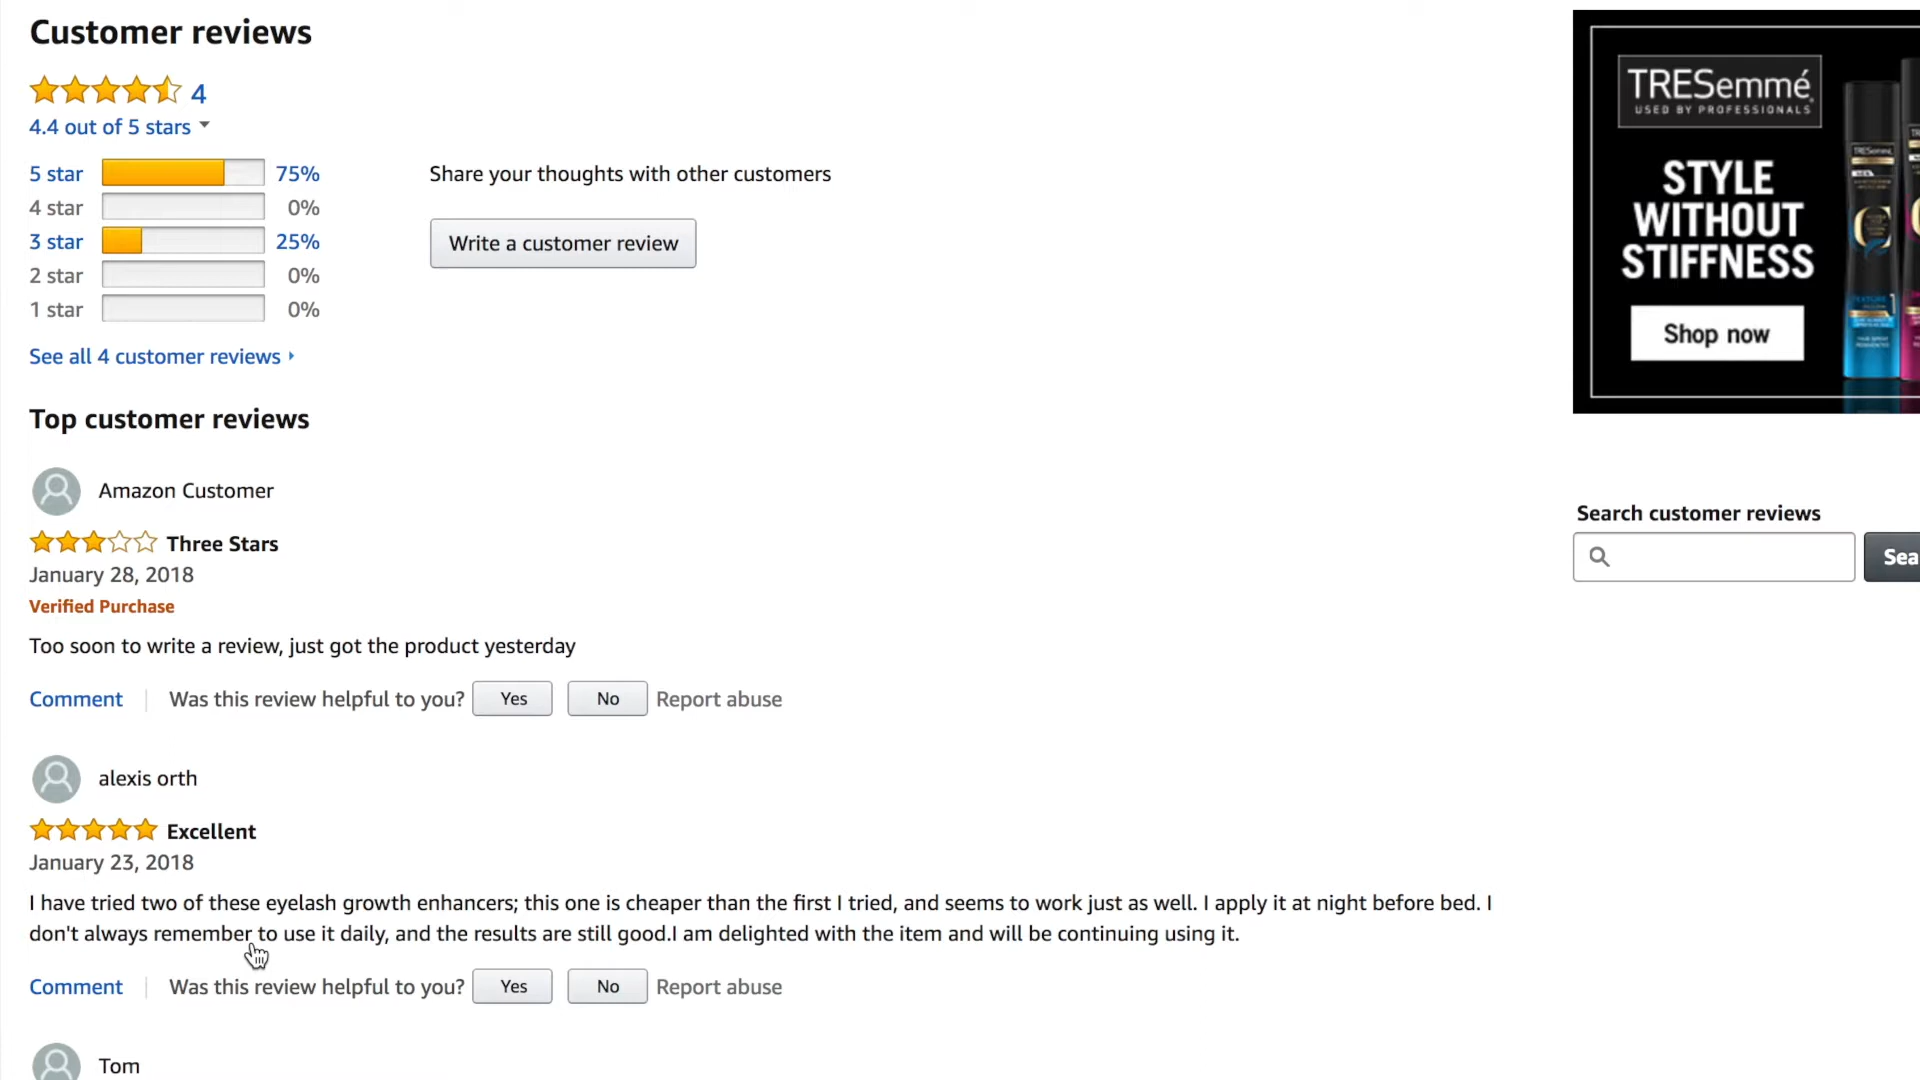 Customer reviews
4
4.4 out of 5 stars
5 star 75%
4 star 0%
3 star 25%
2 star 0%
1 star 0%
See all 4 customer reviews
Share your thoughts with other customers
Write a customer review
TRESemmé
USED BY PROFESSIONALS
STYLE
WITHOUT
STIFFNESS
Shop now
Top customer reviews
Amazon Customer
Three Stars
January 28, 2018
Verified Purchase
Too soon to write a review, just got the product yesterday
Comment Was this review helpful to you? Yes No Report abuse
Search customer reviews
Sea
alexis orth
Excellent
January 23, 2018
I have tried two of these eyelash growth enhancers; this one is cheaper than the first I tried, and seems to work just as well. I apply it at night before bed. I
don't always remember to use it daily, and the results are still good.I am delighted with the item and will be continuing using it.
Comment Was this review helpful to you? Yes No Report abuse
Tom